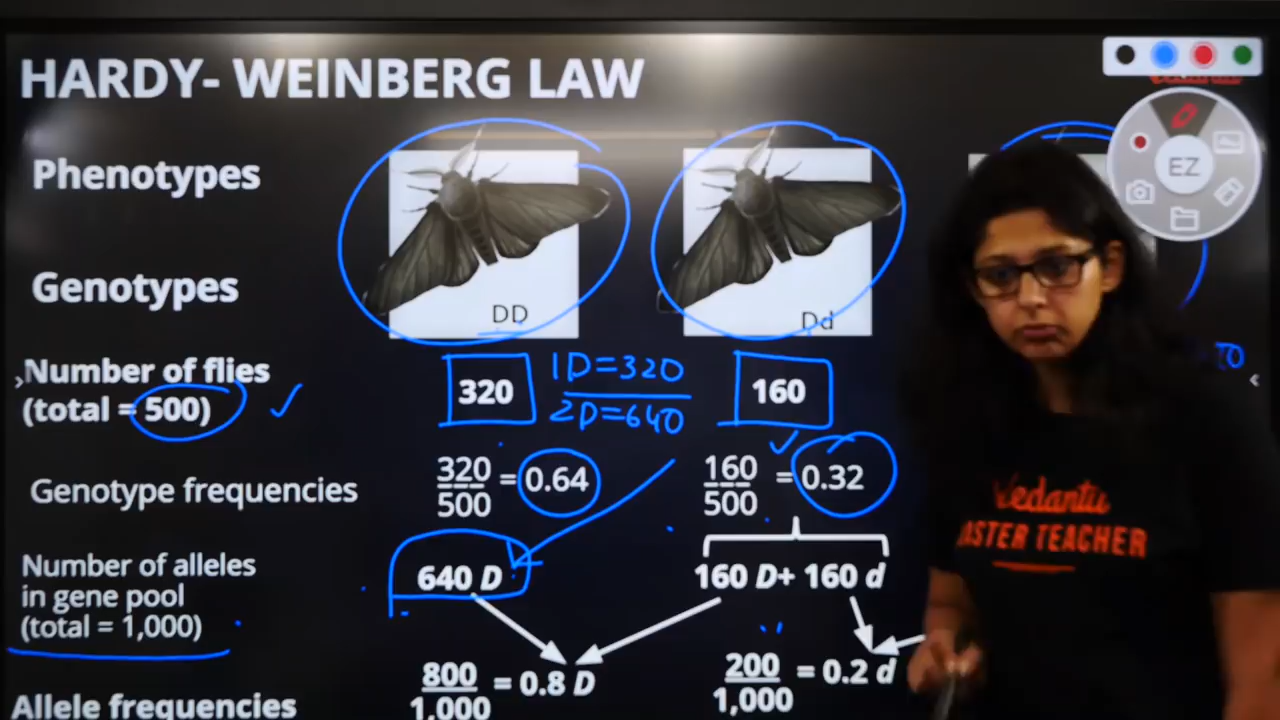 HARDY- WEINBERG LAW
EZ
Phenotypes
Genotypes
DD
Dd
Number of flies
(total = 500)
320
1D=320
2D=640
160
Genotype frequencies
320/500 = 0.64
160/500 = 0.32
Vedantu
MASTER TEACHER
Number of alleles
in gene pool
(total = 1,000)
640 D
160 D+ 160 d
Allele frequencies
800/1,000 = 0.8 D
200/1,000 = 0.2 d